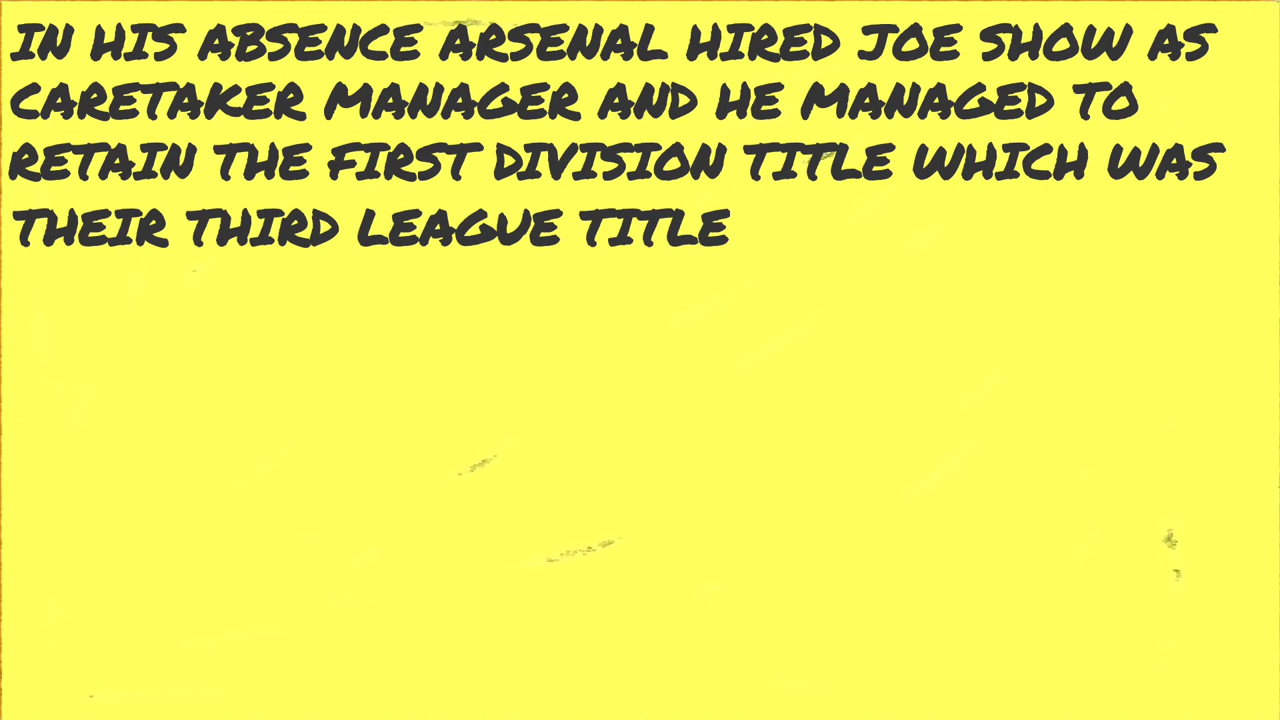 IN HIS ABSENCE ARSENAL HIRED JOE SHOW AS
CARETAKER MANAGER AND HE MANAGED TO
RETAIN THE FIRST DIVISION TITLE WHICH WAS
THEIR THIRD LEAGUE TITLE